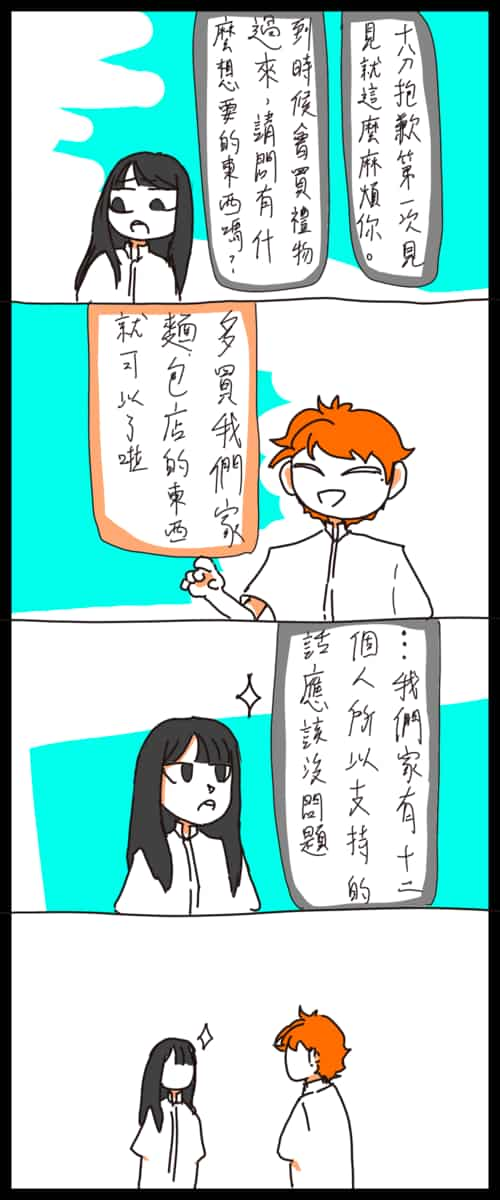 十八刀抱歉第一次見
見就這麼麻煩你。
到時候會買禮物
過來，請問有什
麼想要的東西嗎？
多買我們家
麵包店的東西
就可以了啦
…我們家有十二
個人所以支持的
話應該沒問題